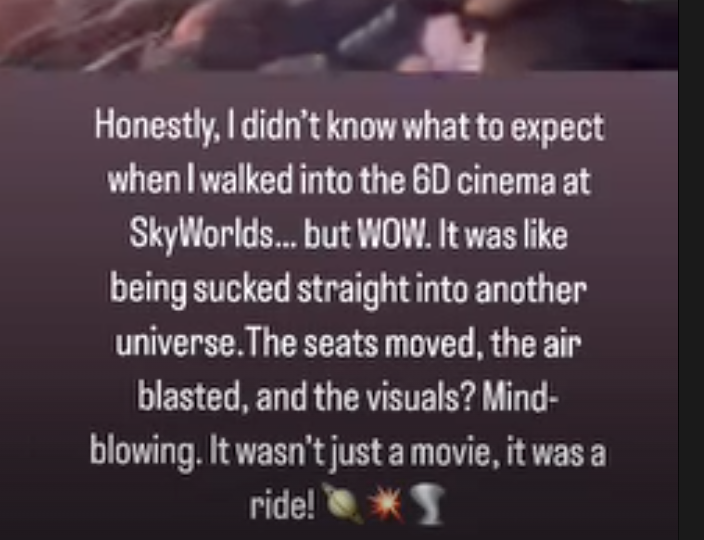 Honestly, I didn't know what to expect
when I walked into the 6D cinema at
SkyWorlds... but WOW. It was like
being sucked straight into another
universe.The seats moved, the air
blasted, and the visuals? Mind-
blowing. It wasn't just a movie, it was a
ride! 🪐💥🌪️